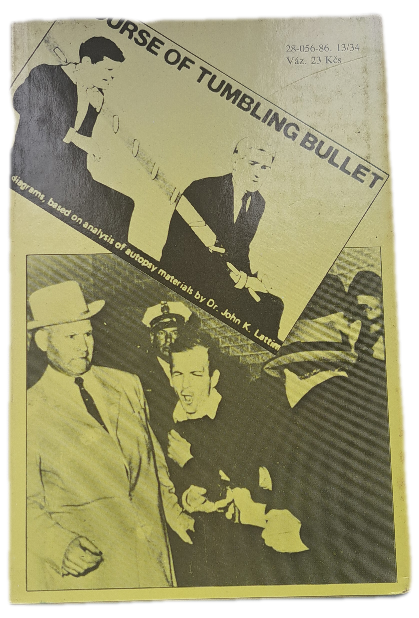 28-056-86. 13/34
Váz. 23 Kčs
OURSE OF TUMBLING BULLET
diagrams, based on analysis of autopsy materials by Dr. John K. Lattim